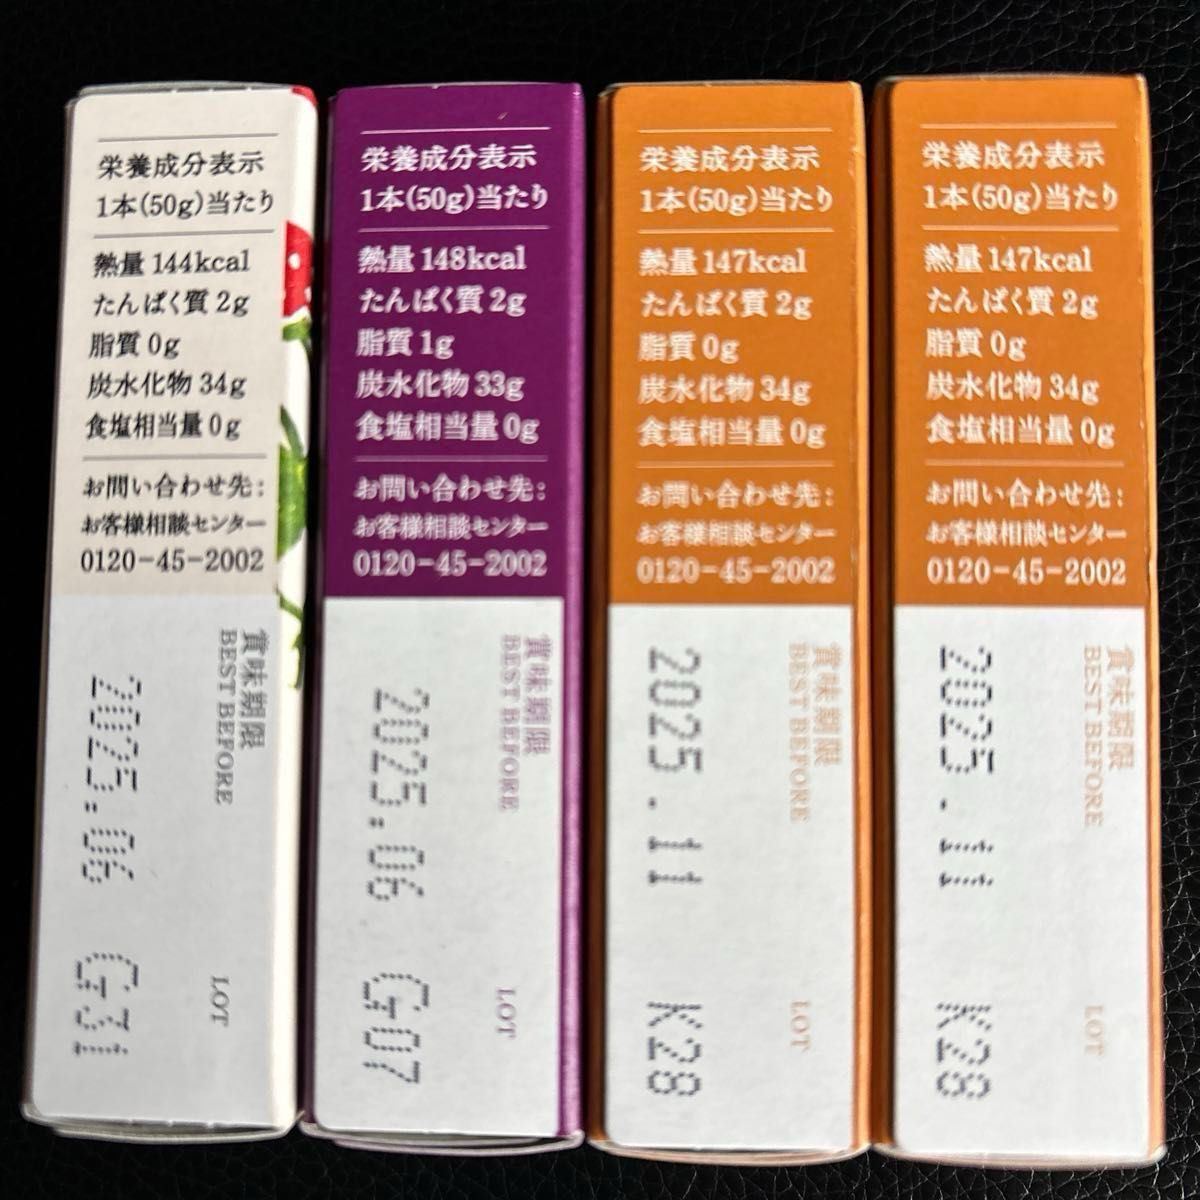 栄養成分表示
1本(50g)当たり
熱量 144kcal
たんぱく質 2g
脂質 0g
炭水化物 34g
食塩相当量 0g
お問い合わせ先:
お客様相談センター
0120-45-2002
賞味期限
BEST BEFORE
2025.06
LOT
G31
栄養成分表示
1本(50g)当たり
熱量 148kcal
たんぱく質 2g
脂質 1g
炭水化物 33g
食塩相当量 0g
お問い合わせ先:
お客様相談センター
0120-45-2002
賞味期限
BEST BEFORE
2025.06
LOT
G07
栄養成分表示
1本(50g)当たり
熱量 147kcal
たんぱく質 2g
脂質 0g
炭水化物 34g
食塩相当量 0g
お問い合わせ先:
お客様相談センター
0120-45-2002
賞味期限
BEST BEFORE
2025.11
LOT
K28
栄養成分表示
1本(50g)当たり
熱量 147kcal
たんぱく質 2g
脂質 0g
炭水化物 34g
食塩相当量 0g
お問い合わせ先:
お客様相談センター
0120-45-2002
賞味期限
BEST BEFORE
2025.11
LOT
K28